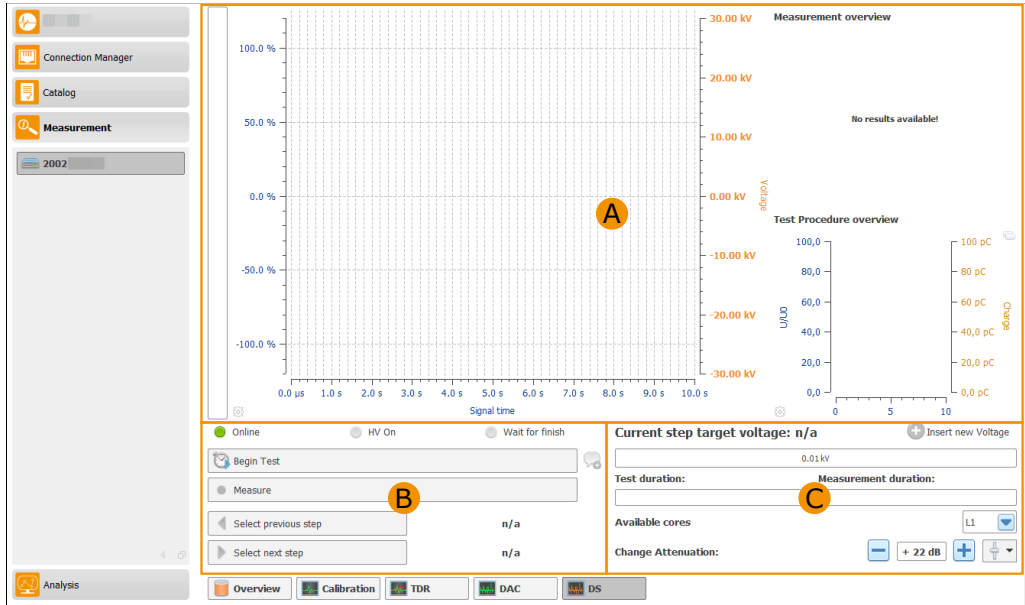 Connection Manager
Catalog
Measurement
2002
Analysis
100.0 %
50.0 %
0.0 %
-50.0 %
-100.0 %
30.00 kV
20.00 kV
10.00 kV
0.00 kV
-10.00 kV
-20.00 kV
-30.00 kV
Voltage
0.0 µs 1.0 s 2.0 s 3.0 s 4.0 s 5.0 s 6.0 s 7.0 s 8.0 s 9.0 s 10.0 s
Signal time
A
Measurement overview
No results available!
Test Procedure overview
100,0
80,0
60,0
40,0
20,0
0,0
U/U0
100 pC
80 pC
60 pC
40,0 pC
20,0 pC
0,0 pC
Charge
0 5 10
Online HV On Wait for finish
Begin Test
Measure
B
Select previous step n/a
Select next step n/a
Current step target voltage: n/a Insert new Voltage
0.01 kV
Test duration: Measurement duration:
C
Available cores L1
Change Attenuation: + 22 dB
Overview Calibration TDR DAC DS